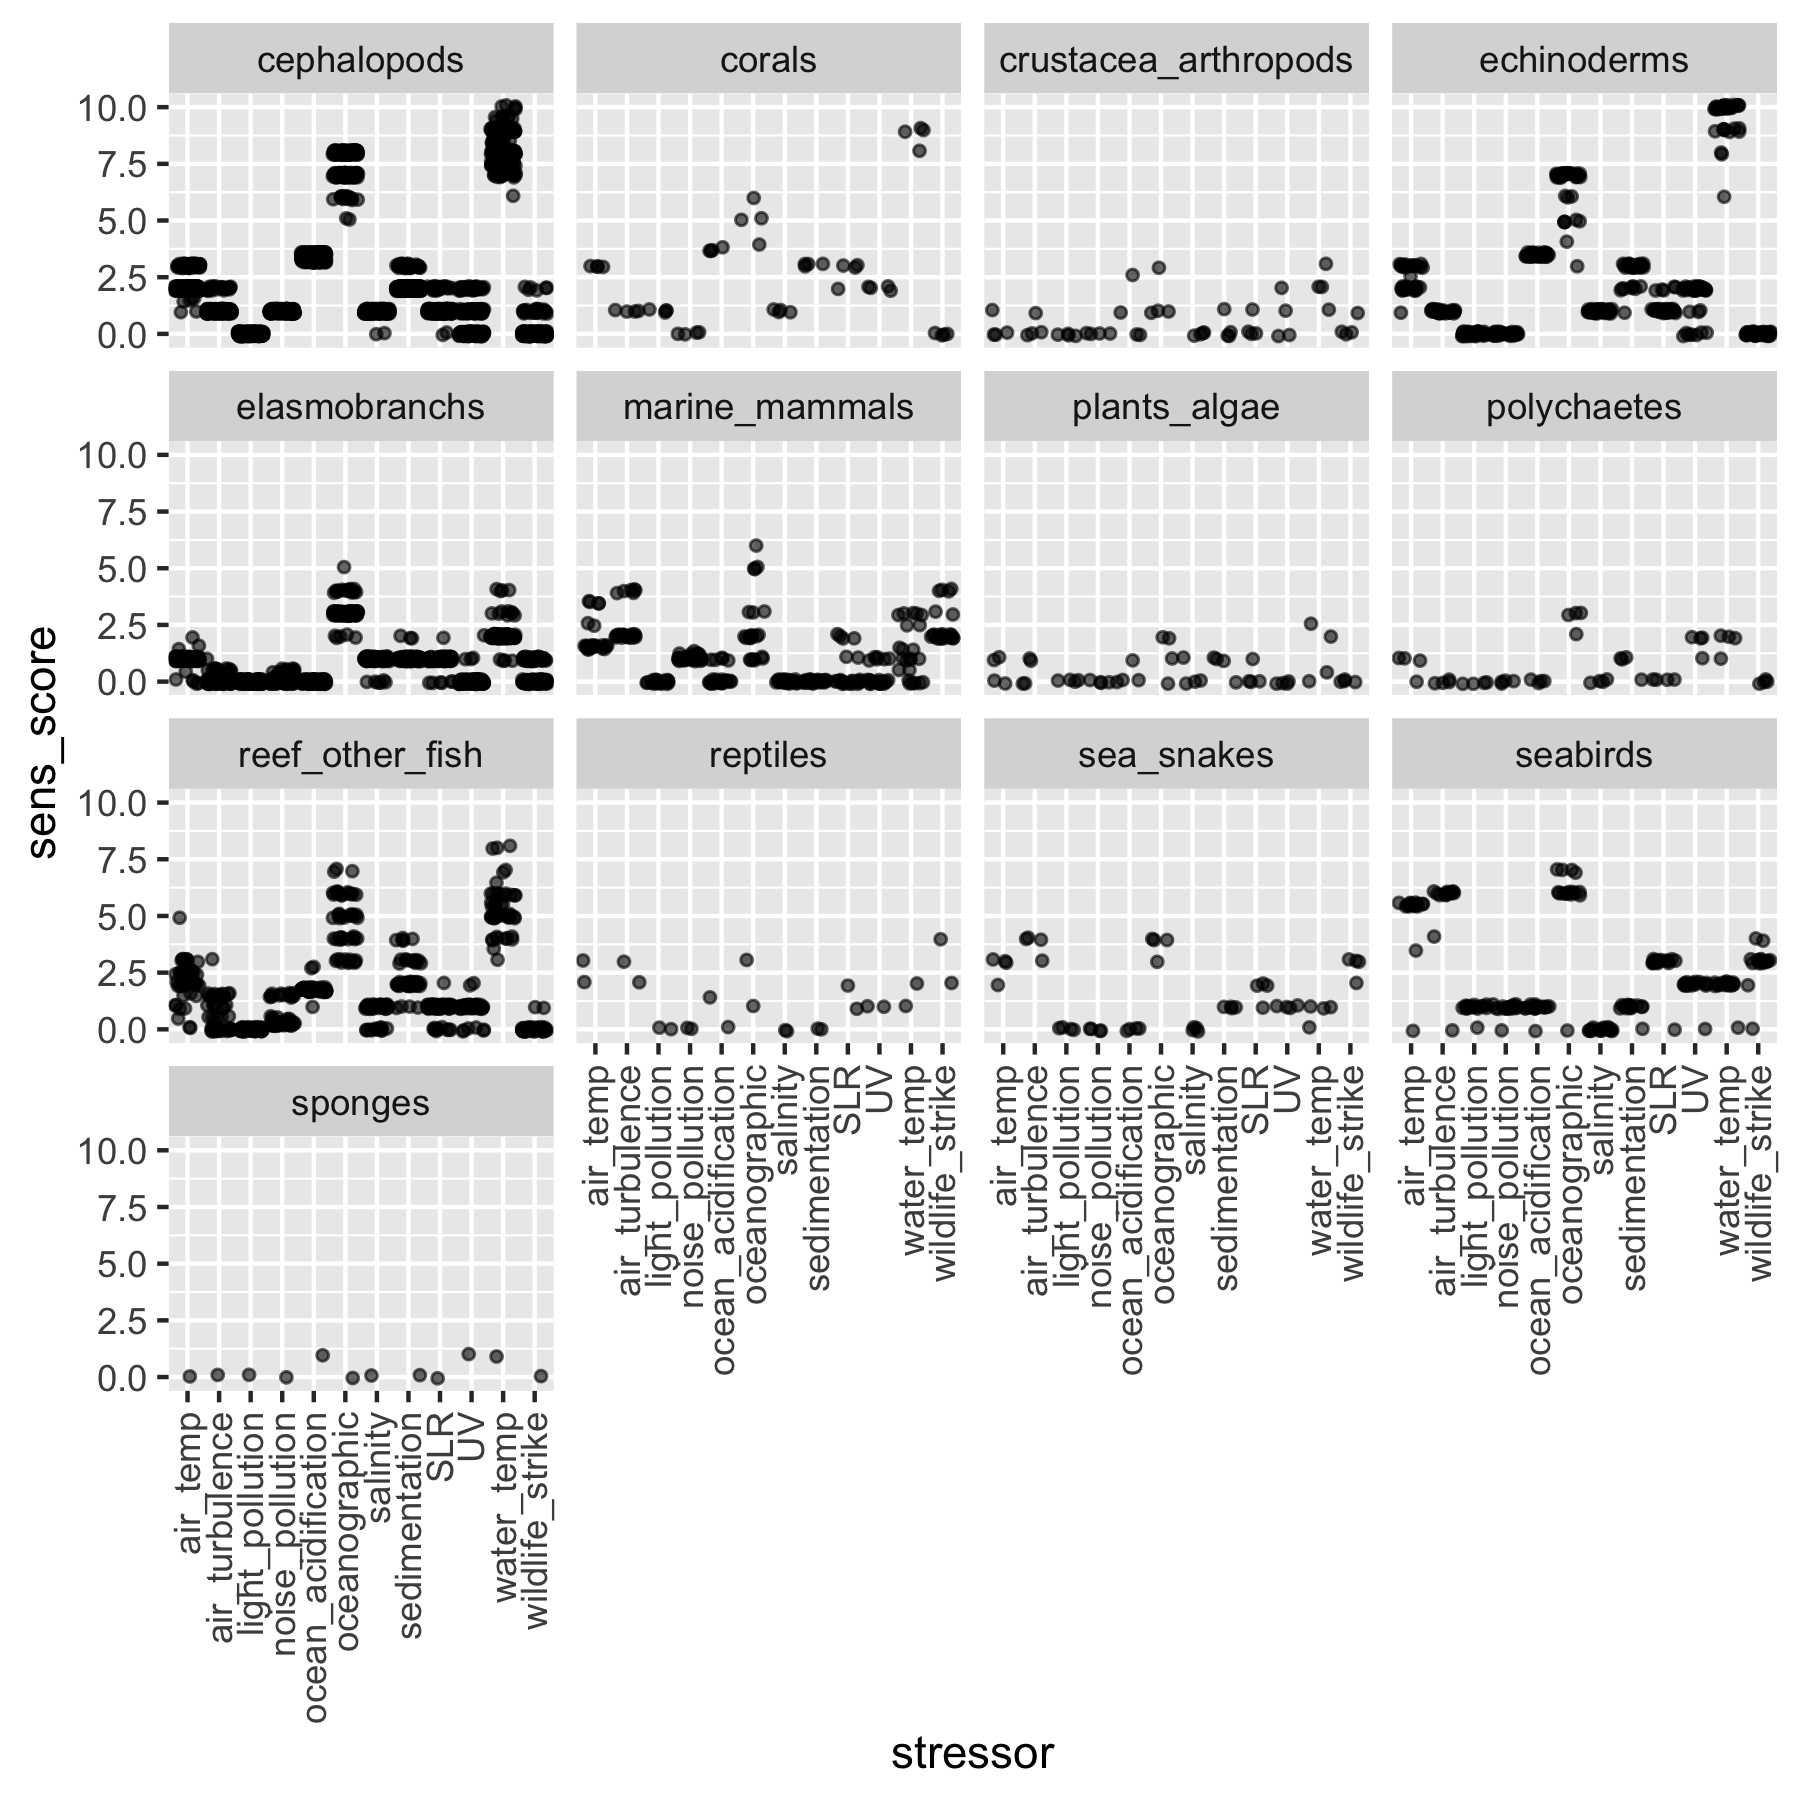 cephalopods
corals
crustacea_arthropods
echinoderms
10.0
7.5
5.0
2.5
0.0
elasmobranchs
marine_mammals
plants_algae
polychaetes
10.0
7.5
5.0
2.5
0.0
sens_score
reef_other_fish
reptiles
sea_snakes
seabirds
10.0
7.5
5.0
2.5
0.0
air_temp
air_turbulence
light_pollution
noise_pollution
ocean_acidification
oceanographic
salinity
sedimentation
SLR
UV
water_temp
wildlife_strike
air_temp
air_turbulence
light_pollution
noise_pollution
ocean_acidification
oceanographic
salinity
sedimentation
SLR
UV
water_temp
wildlife_strike
air_temp
air_turbulence
light_pollution
noise_pollution
ocean_acidification
oceanographic
salinity
sedimentation
SLR
UV
water_temp
wildlife_strike
sponges
10.0
7.5
5.0
2.5
0.0
air_temp
air_turbulence
light_pollution
noise_pollution
ocean_acidification
oceanographic
salinity
sedimentation
SLR
UV
water_temp
wildlife_strike
stressor